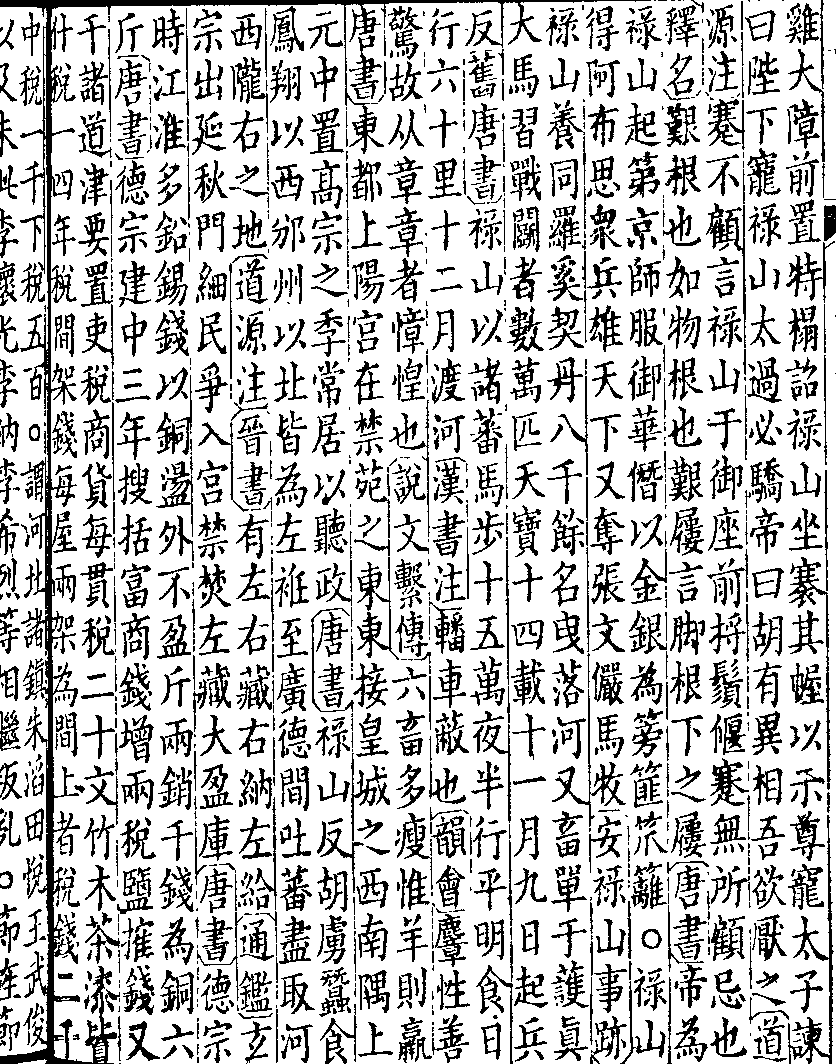 雞大障前置特榻詔祿山坐褰其幄以示尊寵太子諫
曰陛下寵祿山太過必驕帝曰胡有異相吾欲厭之道
源注蹇不顧言祿山于御座前捋鬚偃蹇無所顧忌也
釋名艱根也如物根也艱屨言脚根下之屨唐書帝為
祿山起第京師服御華僭以金銀為篣筐笊籬○祿山
得阿布思衆兵雄天下又奪張文儼馬牧安祿山事跡
祿山養同羅奚契丹八千餘名曳落河又畜單于護眞
大馬習戰鬭者數萬匹天寶十四載十一月九日起兵
反舊唐書祿山以諸蕃馬步十五萬夜半行平明食日
行六十里十二月渡河漢書注轓車蔽也韻會麞性善
驚故从章章者慞惶也說文繫傳六畜多瘦惟羊則羸
唐書東都上陽宮在禁苑之東東接皇城之西南隅上
元中置高宗之季常居以聽政唐書祿山反胡虜蠶食
鳳翔以西邠州以北皆為左袵至廣德間吐蕃盡取河
西隴右之地道源注晉書有左右藏右納左給通鑑玄
宗出延秋門細民爭入宮禁焚左藏大盈庫唐書德宗
時江淮多鉛錫錢以銅盪外不盈斤兩銷千錢為銅六
斤唐書德宗建中三年搜括富商錢增兩稅鹽搉錢又
于諸道津要置吏稅商貨每貫稅二十文竹木茶漆皆
什稅一四年稅間架錢每屋兩架為間上者稅錢二千
中稅一千下稅五百○謂河北諸鎮朱滔田悅王武俊
以及朱泚李懷光李納李希烈等相繼叛亂○節